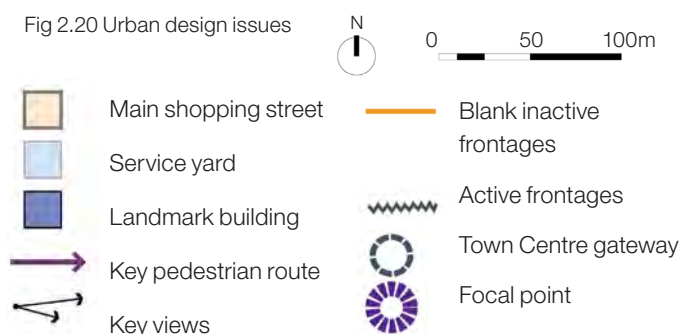 Fig 2.20 Urban design issues
N
0 50 100m
Main shopping street
Service yard
Landmark building
Key pedestrian route
Key views
Blank inactive
frontages
Active frontages
Town Centre gateway
Focal point